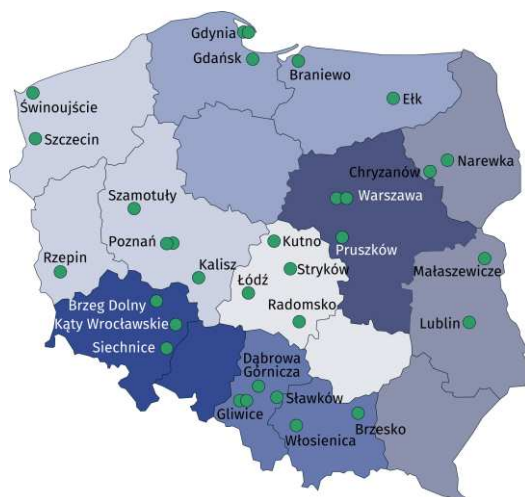 Gdynia
Gdańsk
Braniewo
Ełk
Świnoujście
Szczecin
Chryzanów
Narewka
Szamotuły
Warszawa
Poznań
Kutno
Pruszków
Rzepin
Kalisz
Łódź
Stryków
Małaszewicze
Brzeg Dolny
Radomsko
Kąty Wrocławskie
Lublin
Siechnice
Dąbrowa
Górnicza
Gliwice
Sławków
Włosienica
Brzesko